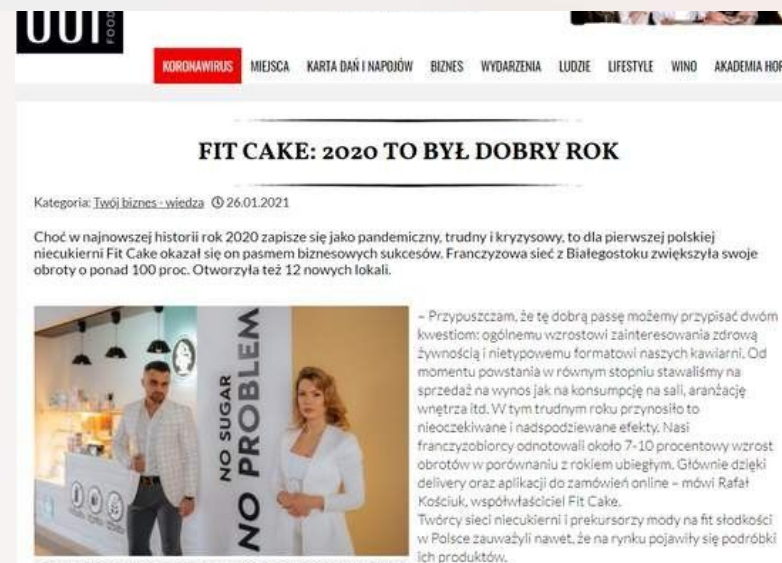 OUT
FOOD
KORONAWIRUS MIEJSCA KARTA DAŃ I NAPOJÓW BIZNES WYDARZENIA LUDZIE LIFESTYLE WINO AKADEMIA HOR
FIT CAKE: 2020 TO BYŁ DOBRY ROK
Kategoria: Twój biznes - wiedza 26.01.2021
Choć w najnowszej historii rok 2020 zapisze się jako pandemiczny, trudny i kryzysowy, to dla pierwszej polskiej
niecukierni Fit Cake okazał się on pasmem biznesowych sukcesów. Franczyzowa sieć z Białegostoku zwiększyła swoje
obroty o ponad 100 proc. Otworzyła też 12 nowych lokali.
NO SUGAR
NO PROBLEM
– Przypuszczam, że tę dobrą passę możemy przypisać dwóm
kwestiom: ogólnemu wzrostowi zainteresowania zdrową
żywnością i nietypowemu formatowi naszych kawiarni. Od
momentu powstania w równym stopniu stawaliśmy na
sprzedaż na wynos jak na konsumpcję na sali, aranżację
wnętrza itd. W tym trudnym roku przynosiło to
nieoczekiwane i nadspodziewane efekty. Nasi
franczyzobiorcy odnotowali około 7-10 procentowy wzrost
obrotów w porównaniu z rokiem ubiegłym. Głównie dzięki
delivery oraz aplikacji do zamówień online – mówi Rafał
Kościuk, współwłaściciel Fit Cake.
Twórcy sieci niecukierni i prekursorzy mody na fit słodkości
w Polsce zauważyli nawet, że na rynku pojawiły się podróbki
ich produktów.